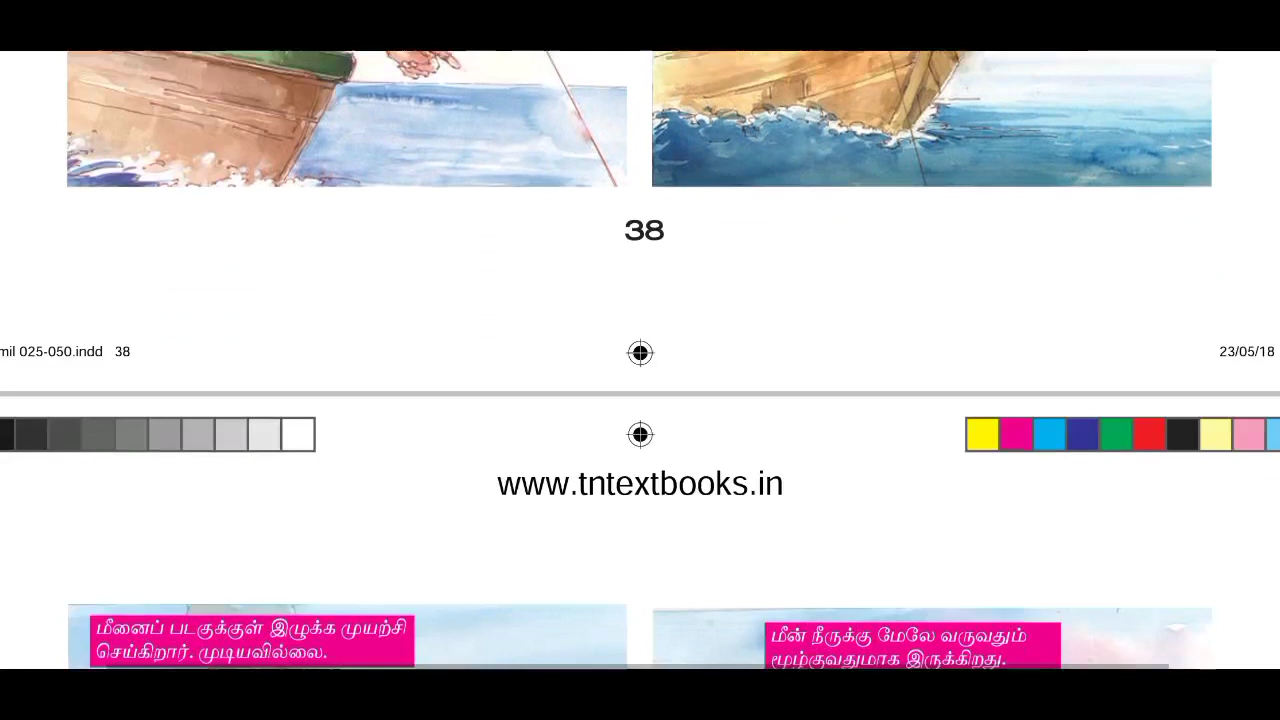 38
mil 025-050.indd 38
23/05/18
www.tntextbooks.in
மீனைப் படகுக்குள் இழுக்க முயற்சி
செய்கிறார். முடியவில்லை.
மீன் நீருக்கு மேலே வருவதும்
மூழ்குவதுமாக இருக்கிறது.